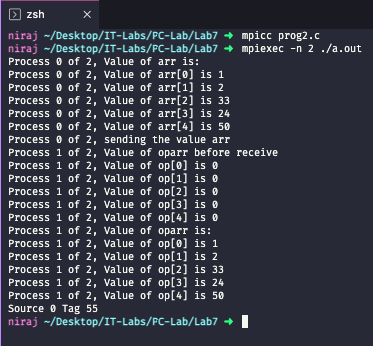 zsh
niraj ~/Desktop/IT-Labs/PC-Lab/Lab7 ➜ mpicc prog2.c
niraj ~/Desktop/IT-Labs/PC-Lab/Lab7 ➜ mpiexec -n 2 ./a.out
Process 0 of 2, Value of arr is:
Process 0 of 2, Value of arr[0] is 1
Process 0 of 2, Value of arr[1] is 2
Process 0 of 2, Value of arr[2] is 33
Process 0 of 2, Value of arr[3] is 24
Process 0 of 2, Value of arr[4] is 50
Process 0 of 2, sending the value arr
Process 1 of 2, Value of oparr before receive
Process 1 of 2, Value of op[0] is 0
Process 1 of 2, Value of op[1] is 0
Process 1 of 2, Value of op[2] is 0
Process 1 of 2, Value of op[3] is 0
Process 1 of 2, Value of op[4] is 0
Process 1 of 2, Value of oparr is:
Process 1 of 2, Value of op[0] is 1
Process 1 of 2, Value of op[1] is 2
Process 1 of 2, Value of op[2] is 33
Process 1 of 2, Value of op[3] is 24
Process 1 of 2, Value of op[4] is 50
Source 0 Tag 55
niraj ~/Desktop/IT-Labs/PC-Lab/Lab7 ➜